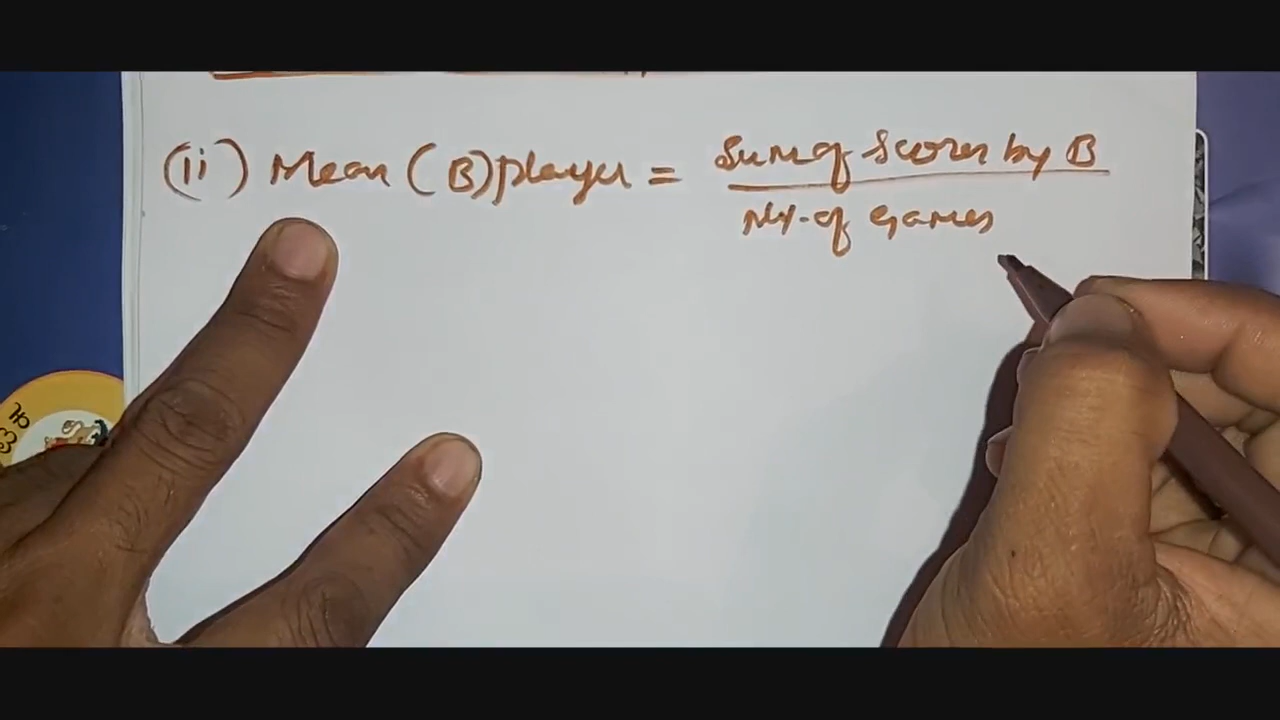 (ii) Mean (B) player = Sum of Scores by B
No. of Games